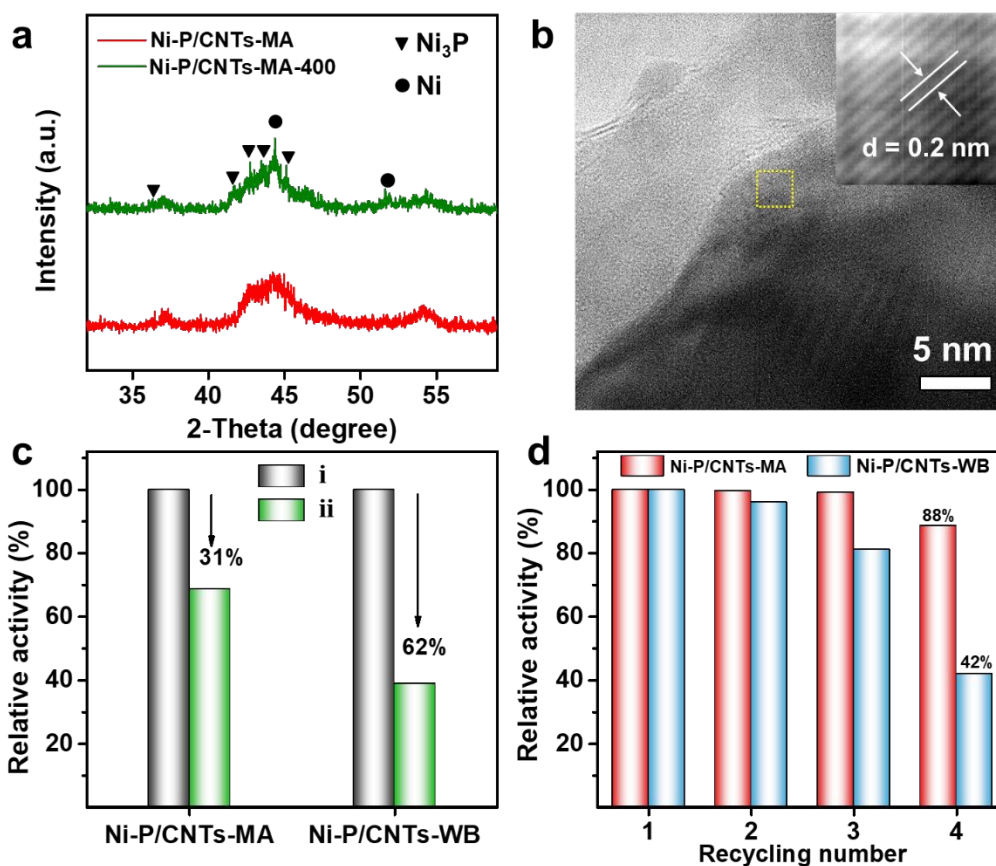 a
Ni-P/CNTs-MA
Ni-P/CNTs-MA-400
Ni₃P
Ni
Intensity (a.u.)
35 40 45 50 55
2-Theta (degree)
b
d = 0.2 nm
5 nm
c
i
ii
100
80
60
40
20
31%
62%
Relative activity (%)
Ni-P/CNTs-MA Ni-P/CNTs-WB
d
Ni-P/CNTs-MA Ni-P/CNTs-WB
100
80
60
40
20
88%
42%
Relative activity (%)
1 2 3 4
Recycling number